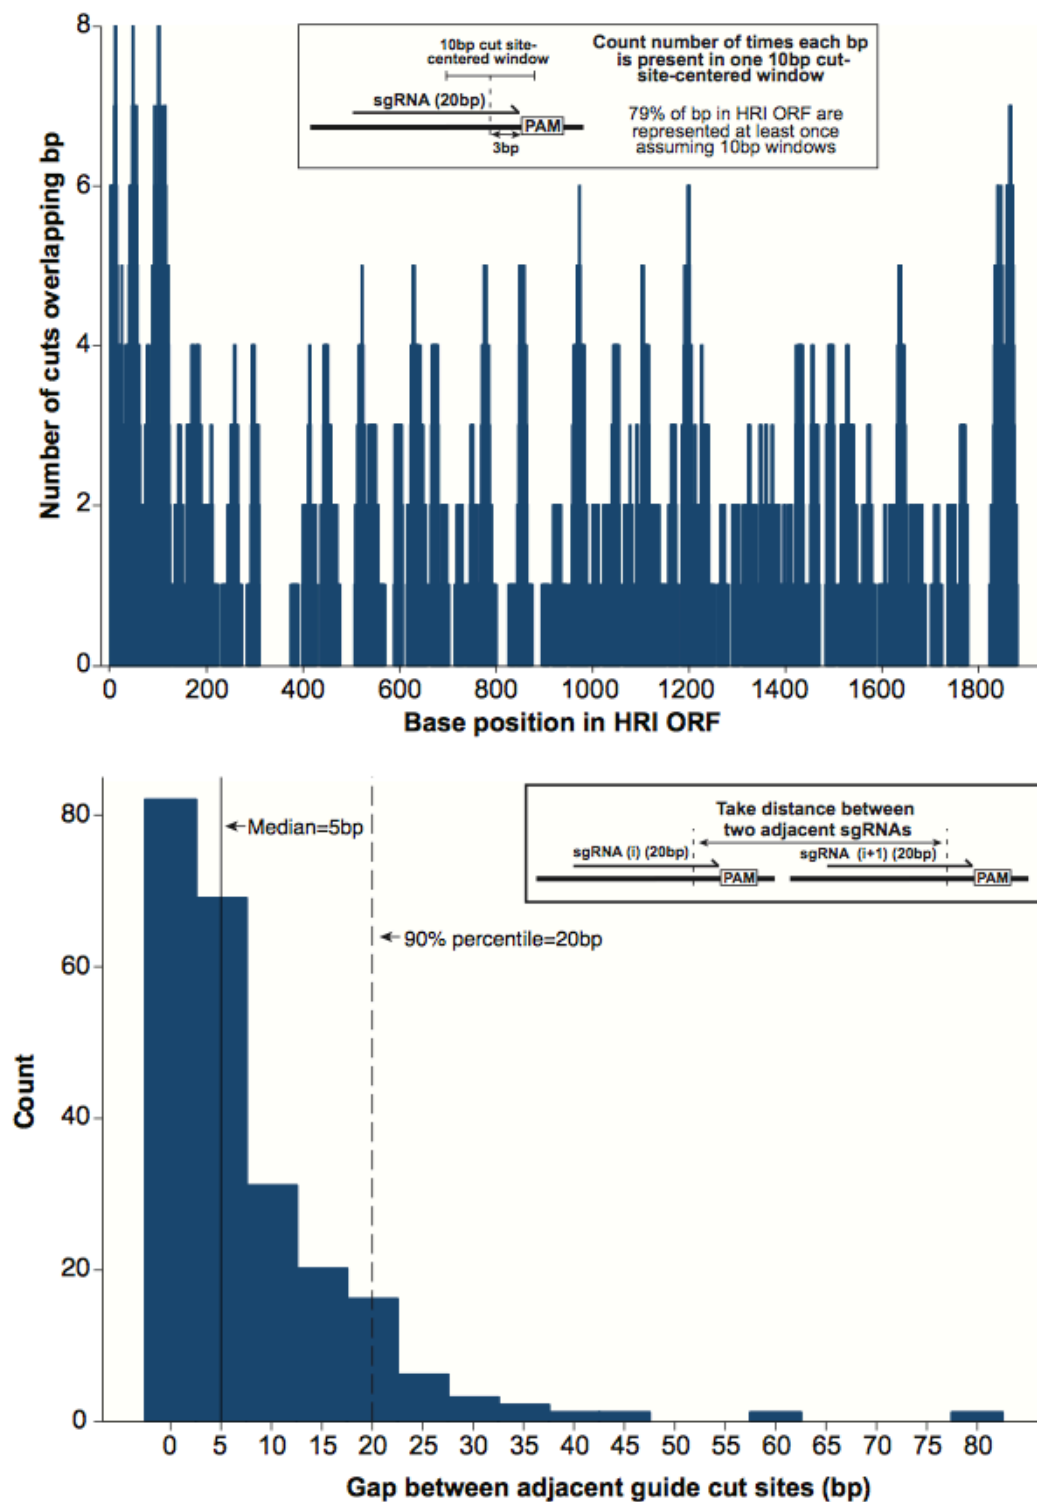 8
6
4
2
0
Number of cuts overlapping bp
10bp cut site-
centered window
sgRNA (20bp)
PAM
3bp
Count number of times each bp
is present in one 10bp cut-
site-centered window
79% of bp in HRI ORF are
represented at least once
assuming 10bp windows
0 200 400 600 800 1000 1200 1400 1600 1800
Base position in HRI ORF
80
60
40
20
0
Count
Median=5bp
90% percentile=20bp
Take distance between
two adjacent sgRNAs
sgRNA (i) (20bp)
PAM
sgRNA (i+1) (20bp)
PAM
0 5 10 15 20 25 30 35 40 45 50 55 60 65 70 75 80
Gap between adjacent guide cut sites (bp)